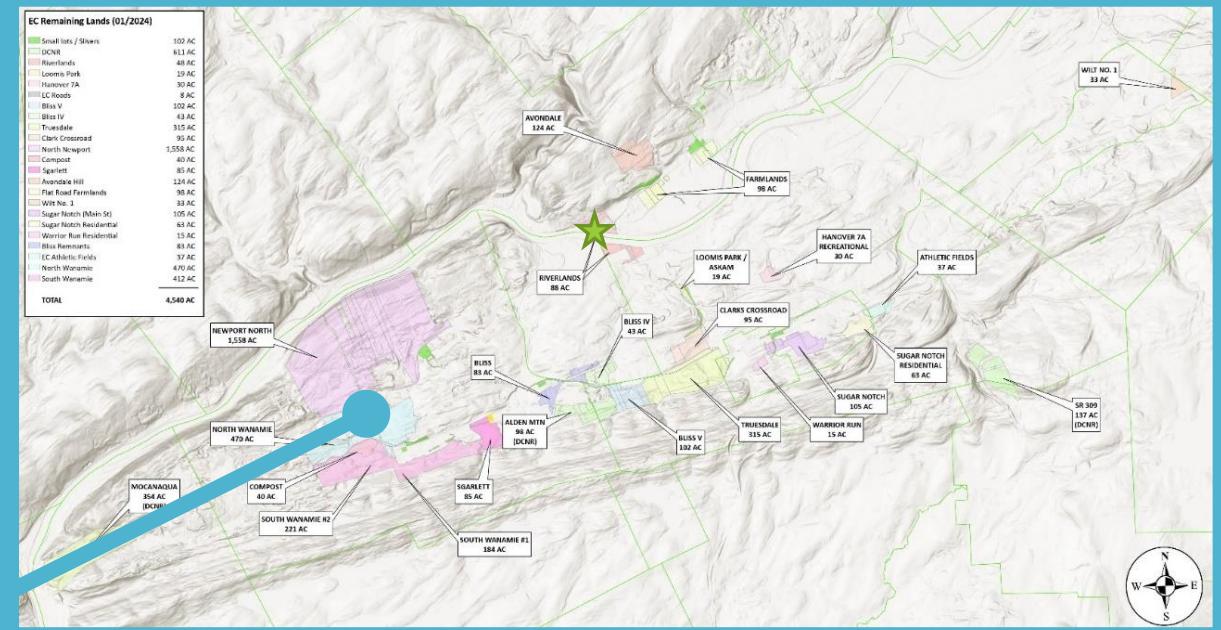 EC Remaining Lands (01/2024)
Small lots / Slivers 102 AC
DCNR 611 AC
Riverlands 48 AC
Loomis Park 19 AC
Hanover 7A 30 AC
EC Roads 8 AC
Bliss V 102 AC
Bliss IV 43 AC
Truesdale 315 AC
Clark Crossroad 95 AC
North Newport 1,558 AC
Compost 40 AC
Sgarlett 85 AC
Avondale Hill 124 AC
Flat Road Farmlands 98 AC
Wilt No. 1 33 AC
Sugar Notch (Main St) 105 AC
Sugar Notch Residential 63 AC
Warrior Run Residential 15 AC
Bliss Remnants 83 AC
EC Athletic Fields 37 AC
North Wanamie 470 AC
South Wanamie 412 AC
TOTAL 4,540 AC
WILT NO. 1
33 AC
AVONDALE
124 AC
FARMLANDS
98 AC
HANOVER 7A
RECREATIONAL
30 AC
LOOMIS PARK /
ASKAM
19 AC
ATHLETIC FIELDS
37 AC
RIVERLANDS
88 AC
CLARKS CROSSROAD
95 AC
BLISS IV
43 AC
NEWPORT NORTH
1,558 AC
BLISS
83 AC
SUGAR NOTCH
RESIDENTIAL
63 AC
SUGAR NOTCH
105 AC
SR 309
137 AC
(DCNR)
WARRIOR RUN
15 AC
TRUESDALE
315 AC
BLISS V
102 AC
ALDEN MTN
98 AC
(DCNR)
NORTH WANAMIE
470 AC
COMPOST
40 AC
SGARLETT
85 AC
MOCANAQUA
354 AC
(DCNR)
SOUTH WANAMIE #2
221 AC
SOUTH WANAMIE #1
184 AC
N
W
E
S